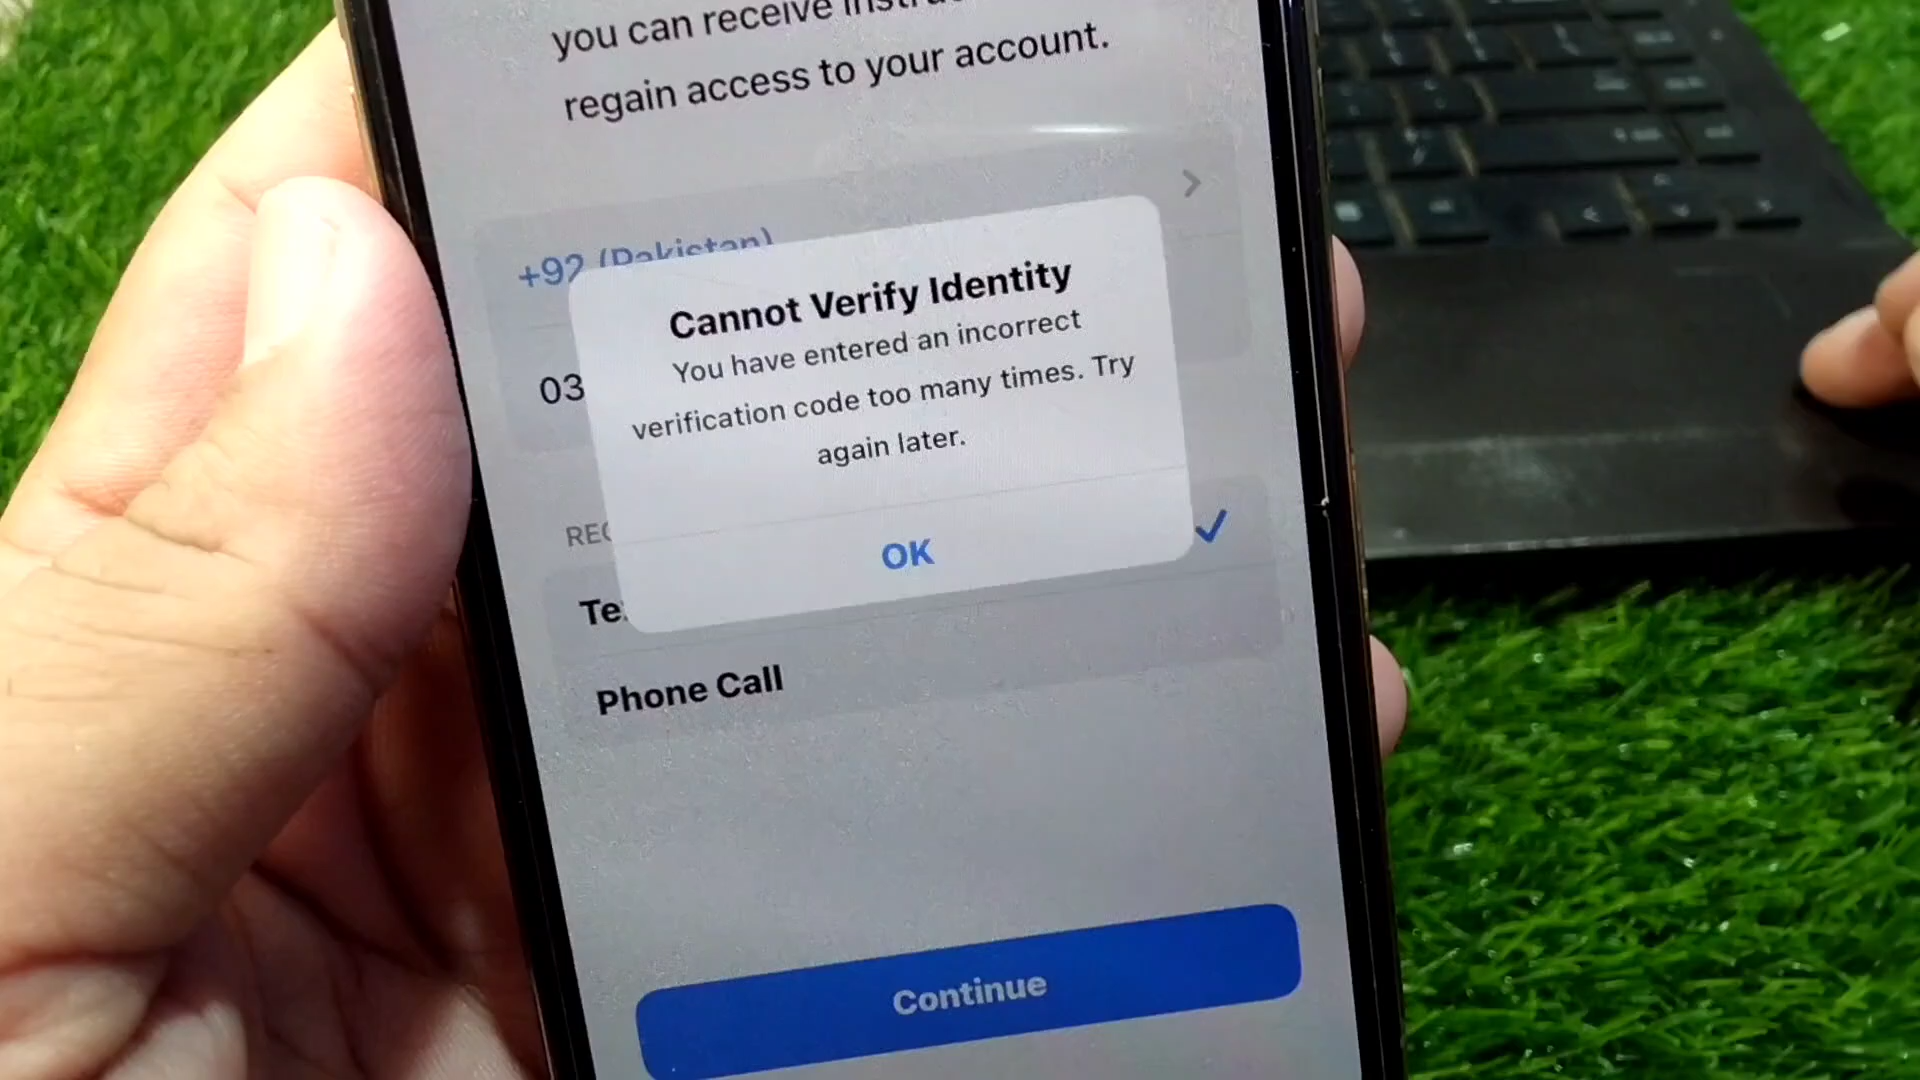 you can receive
regain access to your account.
+92 (Pakistan)
Cannot Verify Identity
You have entered an incorrect
verification code too many times. Try
again later.
03
OK
Phone Call
Continue